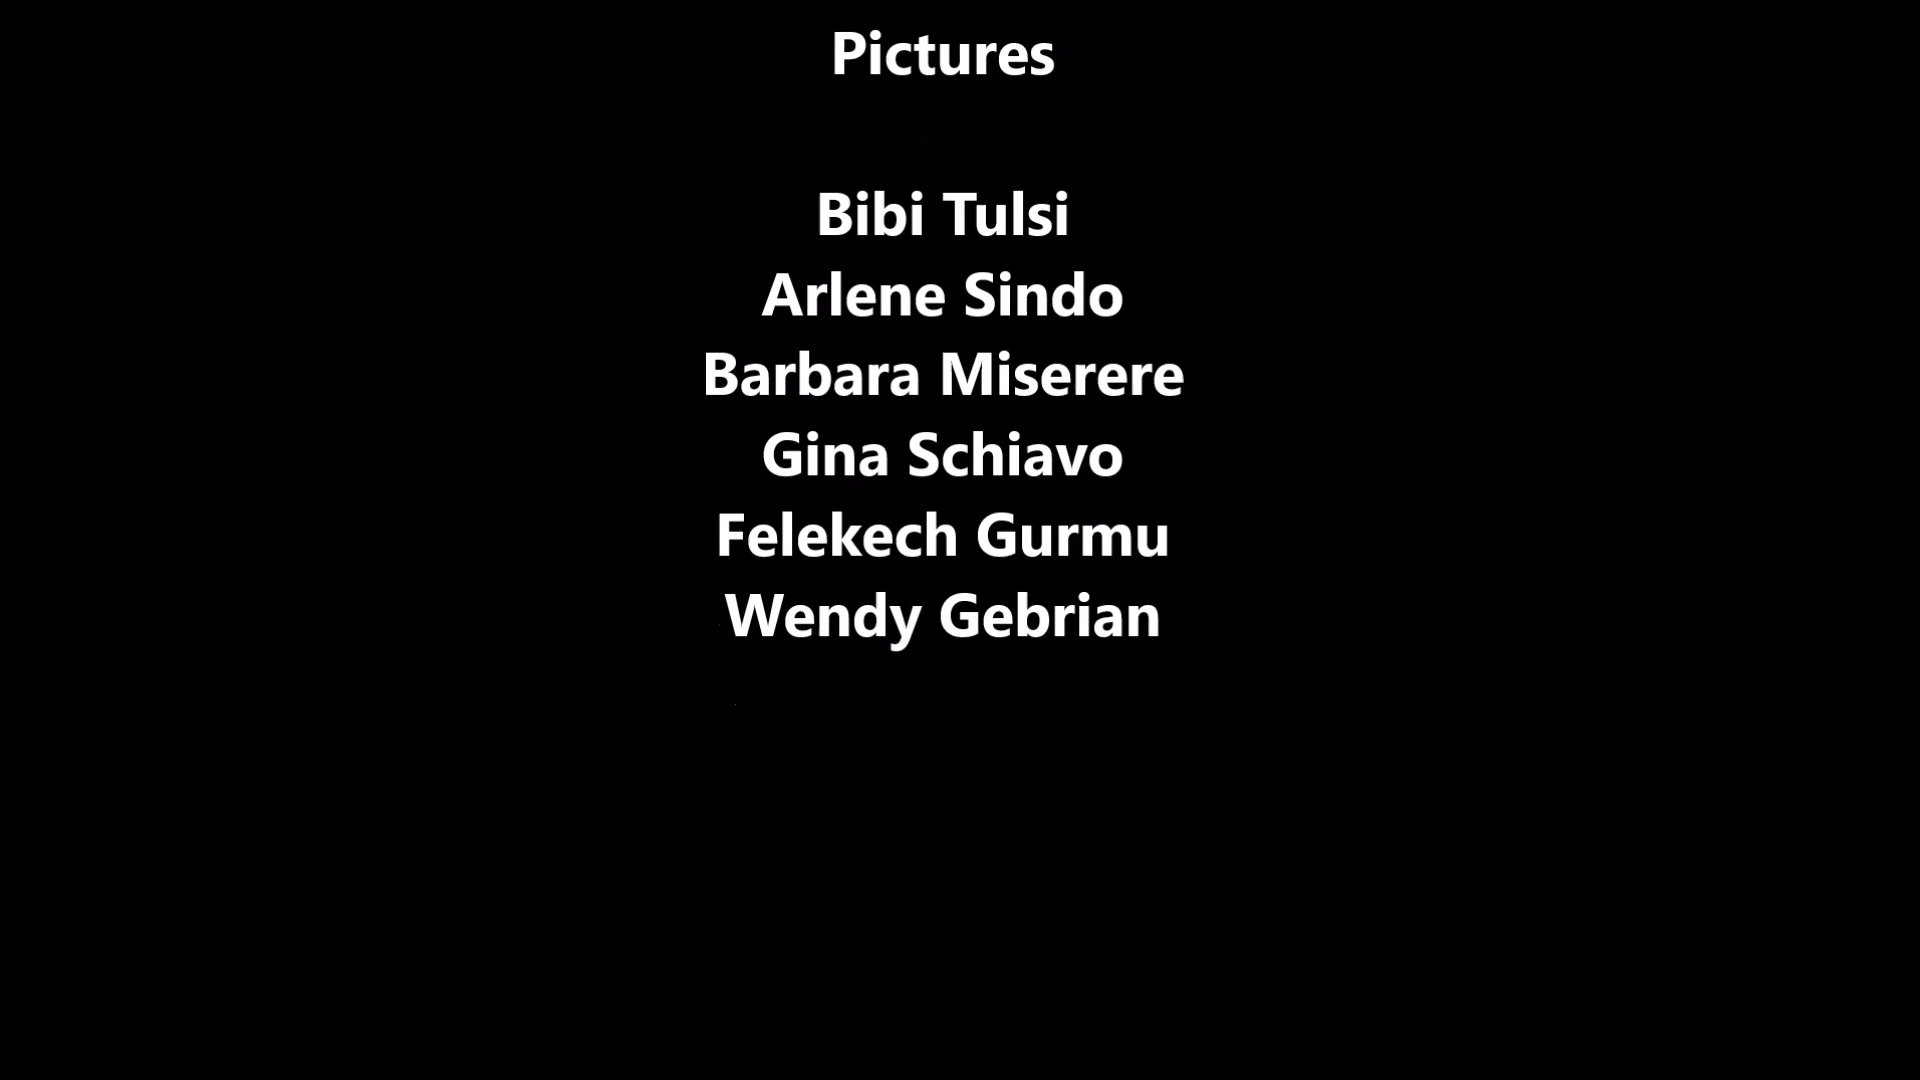 Pictures
Bibi Tulsi
Arlene Sindo
Barbara Miserere
Gina Schiavo
Felekech Gurmu
Wendy Gebrian